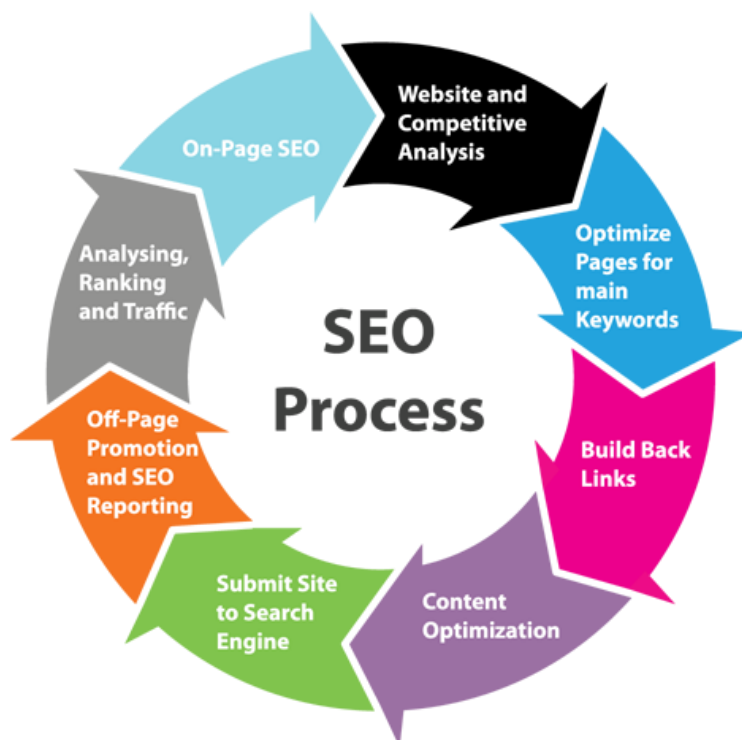 SEO
Process
Website and
Competitive
Analysis
Optimize
Pages for
main
Keywords
Build Back
Links
Content
Optimization
Submit Site
to Search
Engine
Off-Page
Promotion
and SEO
Reporting
Analysing,
Ranking
and Traffic
On-Page SEO